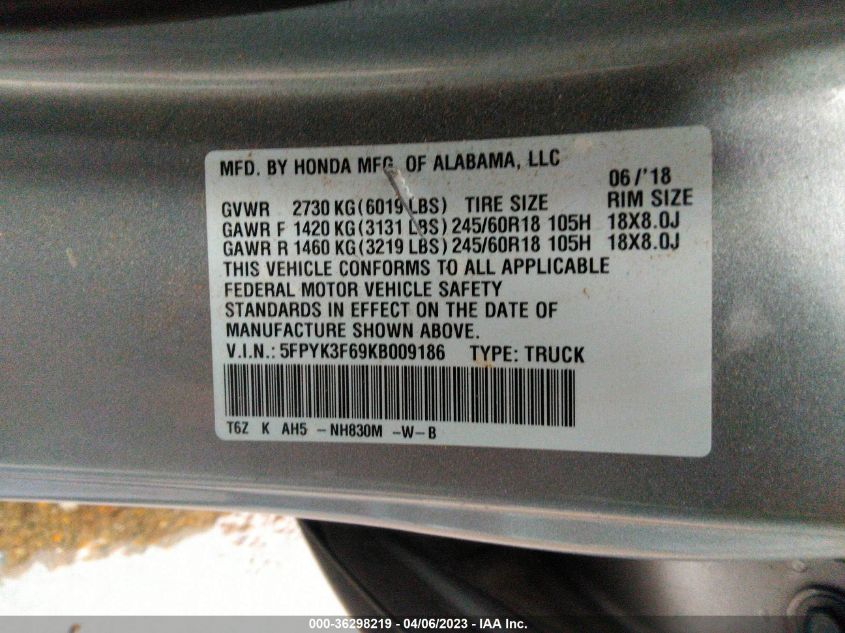 MFD. BY HONDA MFG. OF ALABAMA, LLC
06/'18
GVWR 2730 KG(6019 LBS) TIRE SIZE RIM SIZE
GAWR F 1420 KG(3131 LBS) 245/60R18 105H 18X8.0J
GAWR R 1460 KG(3219 LBS) 245/60R18 105H 18X8.0J
THIS VEHICLE CONFORMS TO ALL APPLICABLE
FEDERAL MOTOR VEHICLE SAFETY
STANDARDS IN EFFECT ON THE DATE OF
MANUFACTURE SHOWN ABOVE.
V.I.N.: 5FPYK3F69KB009186 TYPE: TRUCK
T6Z K AH5 -NH830M -W-B
000-36298219 - 04/06/2023 - IAA Inc.